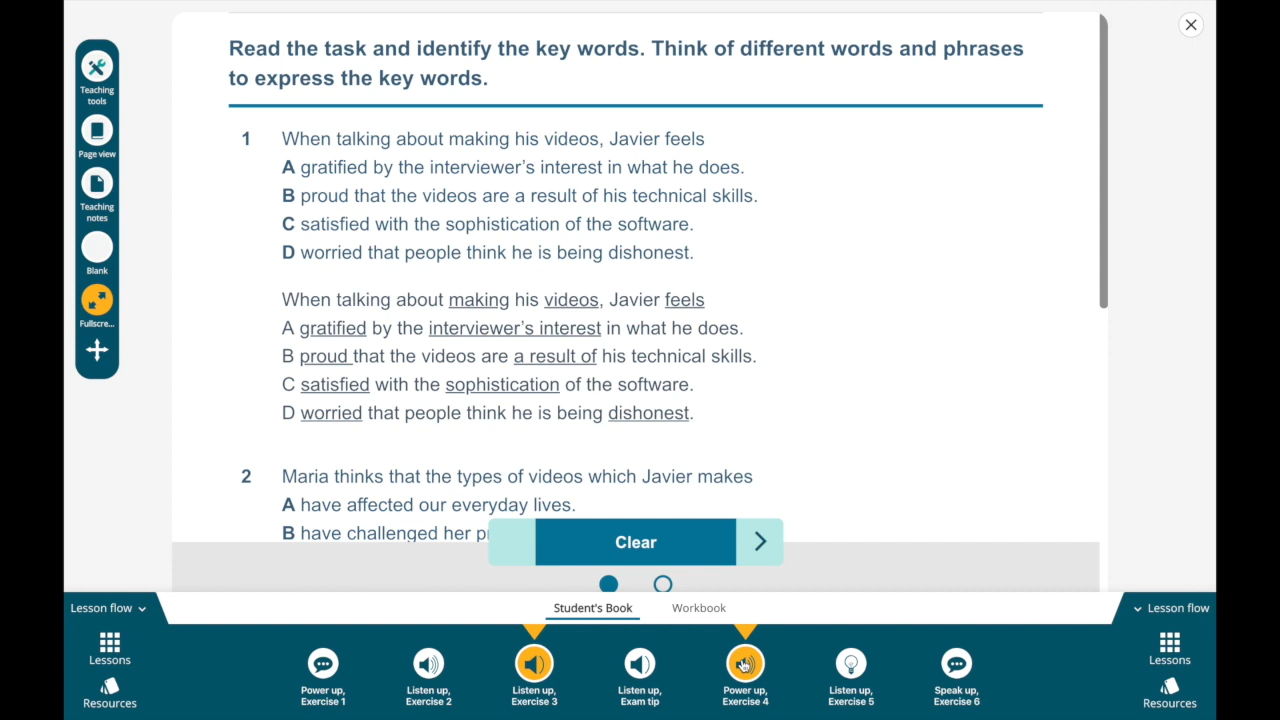 Read the task and identify the key words. Think of different words and phrases
to express the key words.
1 When talking about making his videos, Javier feels
A gratified by the interviewer’s interest in what he does.
B proud that the videos are a result of his technical skills.
C satisfied with the sophistication of the software.
D worried that people think he is being dishonest.
When talking about making his videos, Javier feels
A gratified by the interviewer’s interest in what he does.
B proud that the videos are a result of his technical skills.
C satisfied with the sophistication of the software.
D worried that people think he is being dishonest.
2 Maria thinks that the types of videos which Javier makes
A have affected our everyday lives.
B have challenged her
Clear
Teaching
tools
Page view
Teaching
notes
Blank
Fullscre...
Lesson flow
Student's Book
Workbook
Lesson flow
Lessons
Resources
Power up,
Exercise 1
Listen up,
Exercise 2
Listen up,
Exercise 3
Listen up,
Exam tip
Power up,
Exercise 4
Listen up,
Exercise 5
Speak up,
Exercise 6
Lessons
Resources